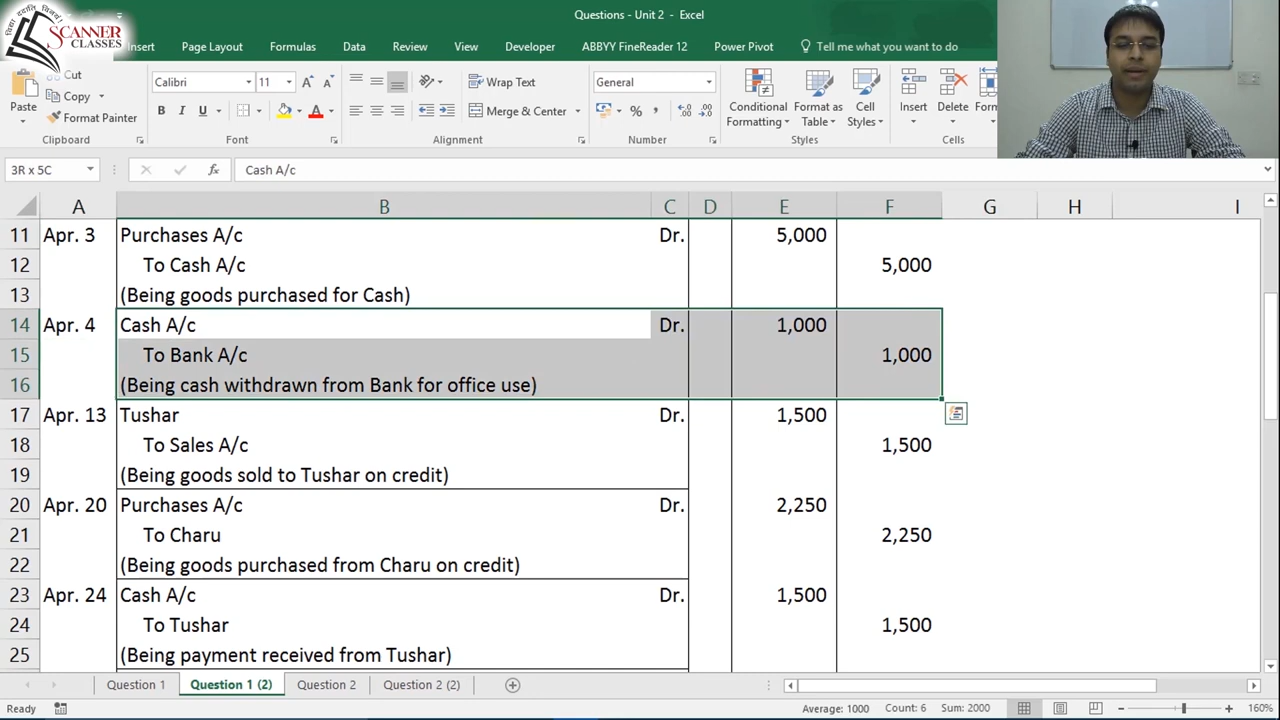 SCANNER
CLASSES
Questions - Unit 2 - Excel
Insert Page Layout Formulas Data Review View Developer ABBYY FineReader 12 Power Pivot Tell me what you want to do
Paste
Cut
Copy
Format Painter
Clipboard
Calibri 11
B I U
Font
Wrap Text
Merge & Center
Alignment
General
%
Number
Conditional Formatting
Format as Table
Cell Styles
Styles
Insert
Delete
Cells
3R x 5C
fx
Cash A/c
A B C D E F G H I
11 Apr. 3 Purchases A/c Dr. 5,000
12 To Cash A/c 5,000
13 (Being goods purchased for Cash)
14 Apr. 4 Cash A/c Dr. 1,000
15 To Bank A/c 1,000
16 (Being cash withdrawn from Bank for office use)
17 Apr. 13 Tushar Dr. 1,500
18 To Sales A/c 1,500
19 (Being goods sold to Tushar on credit)
20 Apr. 20 Purchases A/c Dr. 2,250
21 To Charu 2,250
22 (Being goods purchased from Charu on credit)
23 Apr. 24 Cash A/c Dr. 1,500
24 To Tushar 1,500
25 (Being payment received from Tushar)
Question 1 Question 1 (2) Question 2 Question 2 (2)
Ready Average: 1000 Count: 6 Sum: 2000 160%